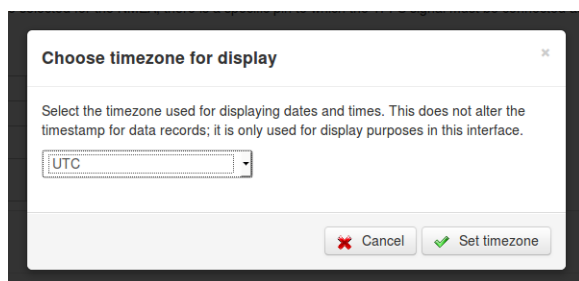 Choose timezone for display
×
Select the timezone used for displaying dates and times. This does not alter the
timestamp for data records; it is only used for display purposes in this interface.
UTC
Cancel
Set timezone